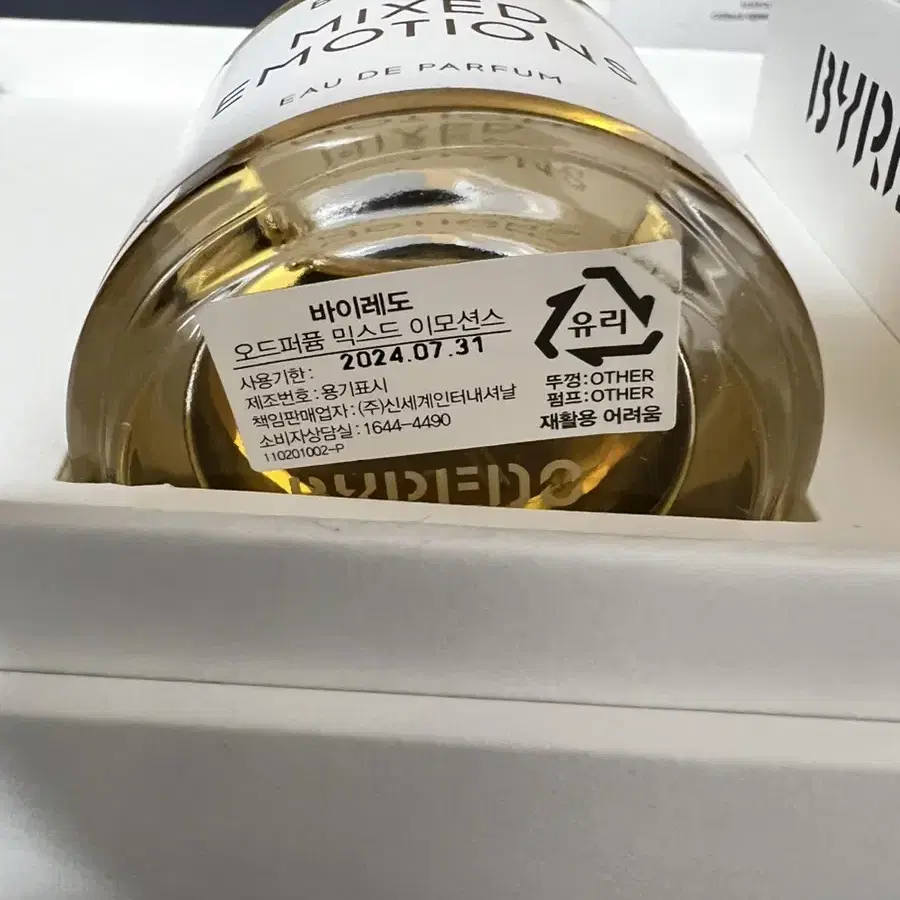 MIXED
EMOTIONS
EAU DE PARFUM
BYR
바이레도
오드퍼퓸 믹스드 이모션스
사용기한: 2024.07.31
제조번호:용기표시
책임판매업자:(주)신세계인터내셔날
소비자상담실:1644-4490
110201002-P
유리
뚜껑:OTHER
펌프:OTHER
재활용 어려움
BYREDO